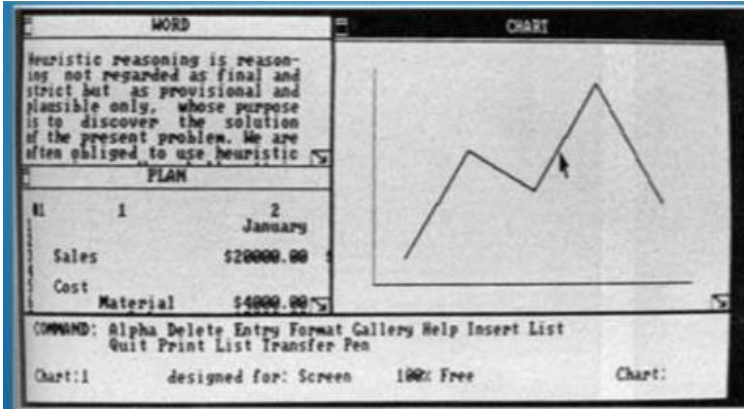 WORD
Heuristic reasoning is reason-
ing not regarded as final and
strict but as provisional and
plausible only, whose purpose
is to discover the solution
of the present problem. We are
often obliged to use heuristic
PLAN
#1 1 2
January
Sales $20000.00
Cost
Material $4000.00
CHART
COMMAND: Alpha Delete Entry Format Gallery Help Insert List
Quit Print List Transfer Pen
Chart:1 designed for: Screen 100% Free Chart: